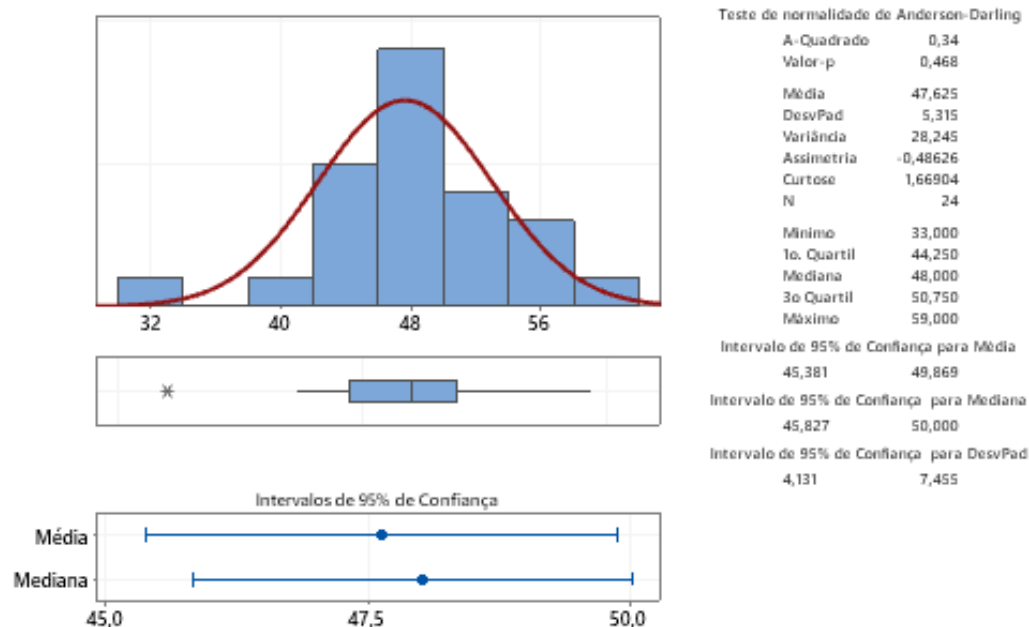 32 40 48 56
Intervalos de 95% de Confiança
Média
Mediana
45,0 47,5 50,0
Teste de normalidade de Anderson-Darling
A-Quadrado 0,34
Valor-p 0,468
Média 47,625
DesvPad 5,315
Variância 28,245
Assimetria -0,48626
Curtose 1,66904
N 24
Mínimo 33,000
1o. Quartil 44,250
Mediana 48,000
3o Quartil 50,750
Máximo 59,000
Intervalo de 95% de Confiança para Média
45,381 49,869
Intervalo de 95% de Confiança para Mediana
45,827 50,000
Intervalo de 95% de Confiança para DesvPad
4,131 7,455